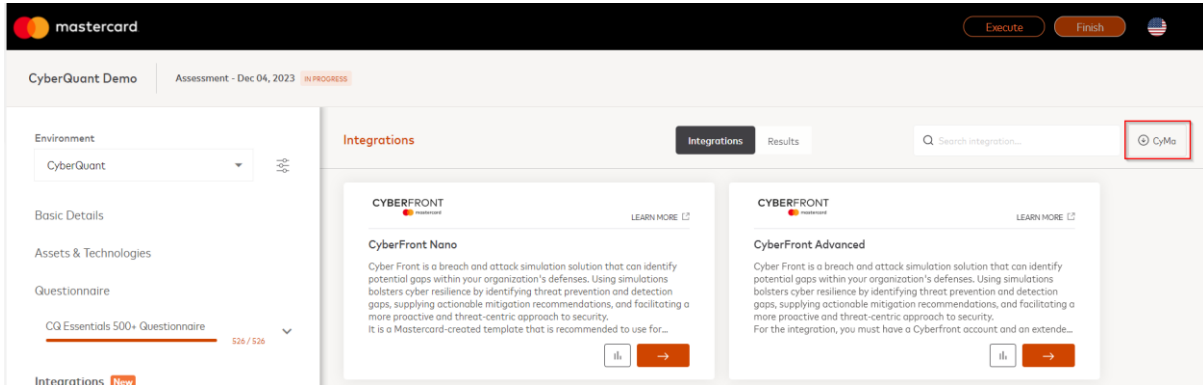 mastercard
Execute
Finish
CyberQuant Demo
Assessment - Dec 04, 2023
IN PROGRESS
Environment
CyberQuant
Basic Details
Assets & Technologies
Questionnaire
CQ Essentials 500+ Questionnaire
526 / 526
Integrations New
Integrations
Integrations
Results
Search integration...
CyMa
CYBERFRONT
mastercard
LEARN MORE
CyberFront Nano
Cyber Front is a breach and attack simulation solution that can identify
potential gaps within your organization's defenses. Using simulations
bolsters cyber resilience by identifying threat prevention and detection
gaps, supplying actionable mitigation recommendations, and facilitating a
more proactive and threat-centric approach to security.
It is a Mastercard-created template that is recommended to use for...
CYBERFRONT
mastercard
LEARN MORE
CyberFront Advanced
Cyber Front is a breach and attack simulation solution that can identify
potential gaps within your organization's defenses. Using simulations
bolsters cyber resilience by identifying threat prevention and detection
gaps, supplying actionable mitigation recommendations, and facilitating a
more proactive and threat-centric approach to security.
For the integration, you must have a Cyberfront account and an extende...